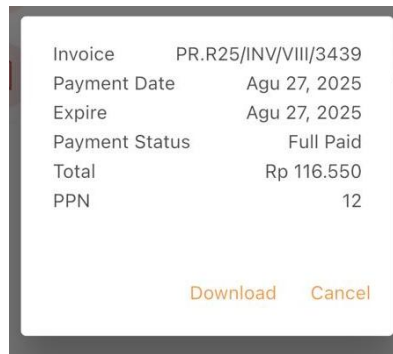 Invoice PR.R25/INV/VIII/3439
Payment Date Agu 27, 2025
Expire Agu 27, 2025
Payment Status Full Paid
Total Rp 116.550
PPN 12
Download Cancel